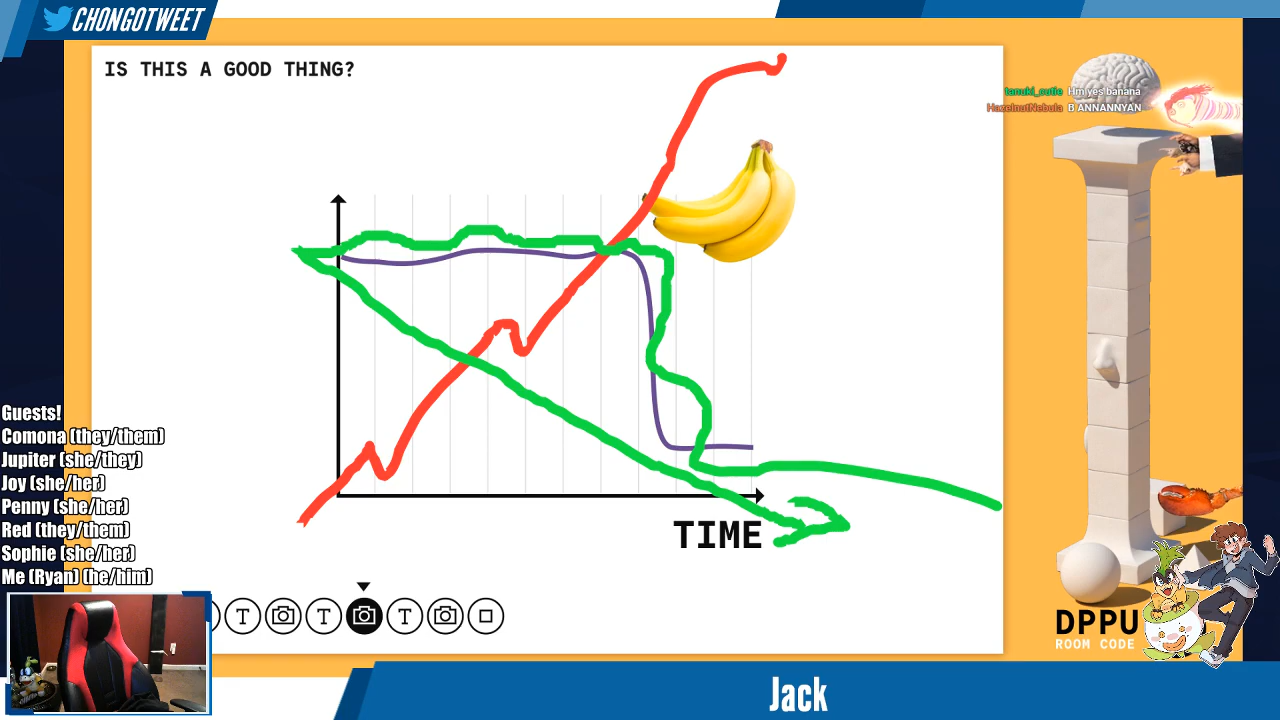 CHONGOTWEET
IS THIS A GOOD THING?
tanuki_cutie Hm yes banana
HazelnutNebula B ANANNYAN
TIME
Guests!
Comona (they/them)
Jupiter (she/they)
Joy (she/her)
Penny (she/her)
Red (they/them)
Sophie (she/her)
Me (Ryan) (he/him)
T
T
T
DPPU
ROOM CODE
Jack